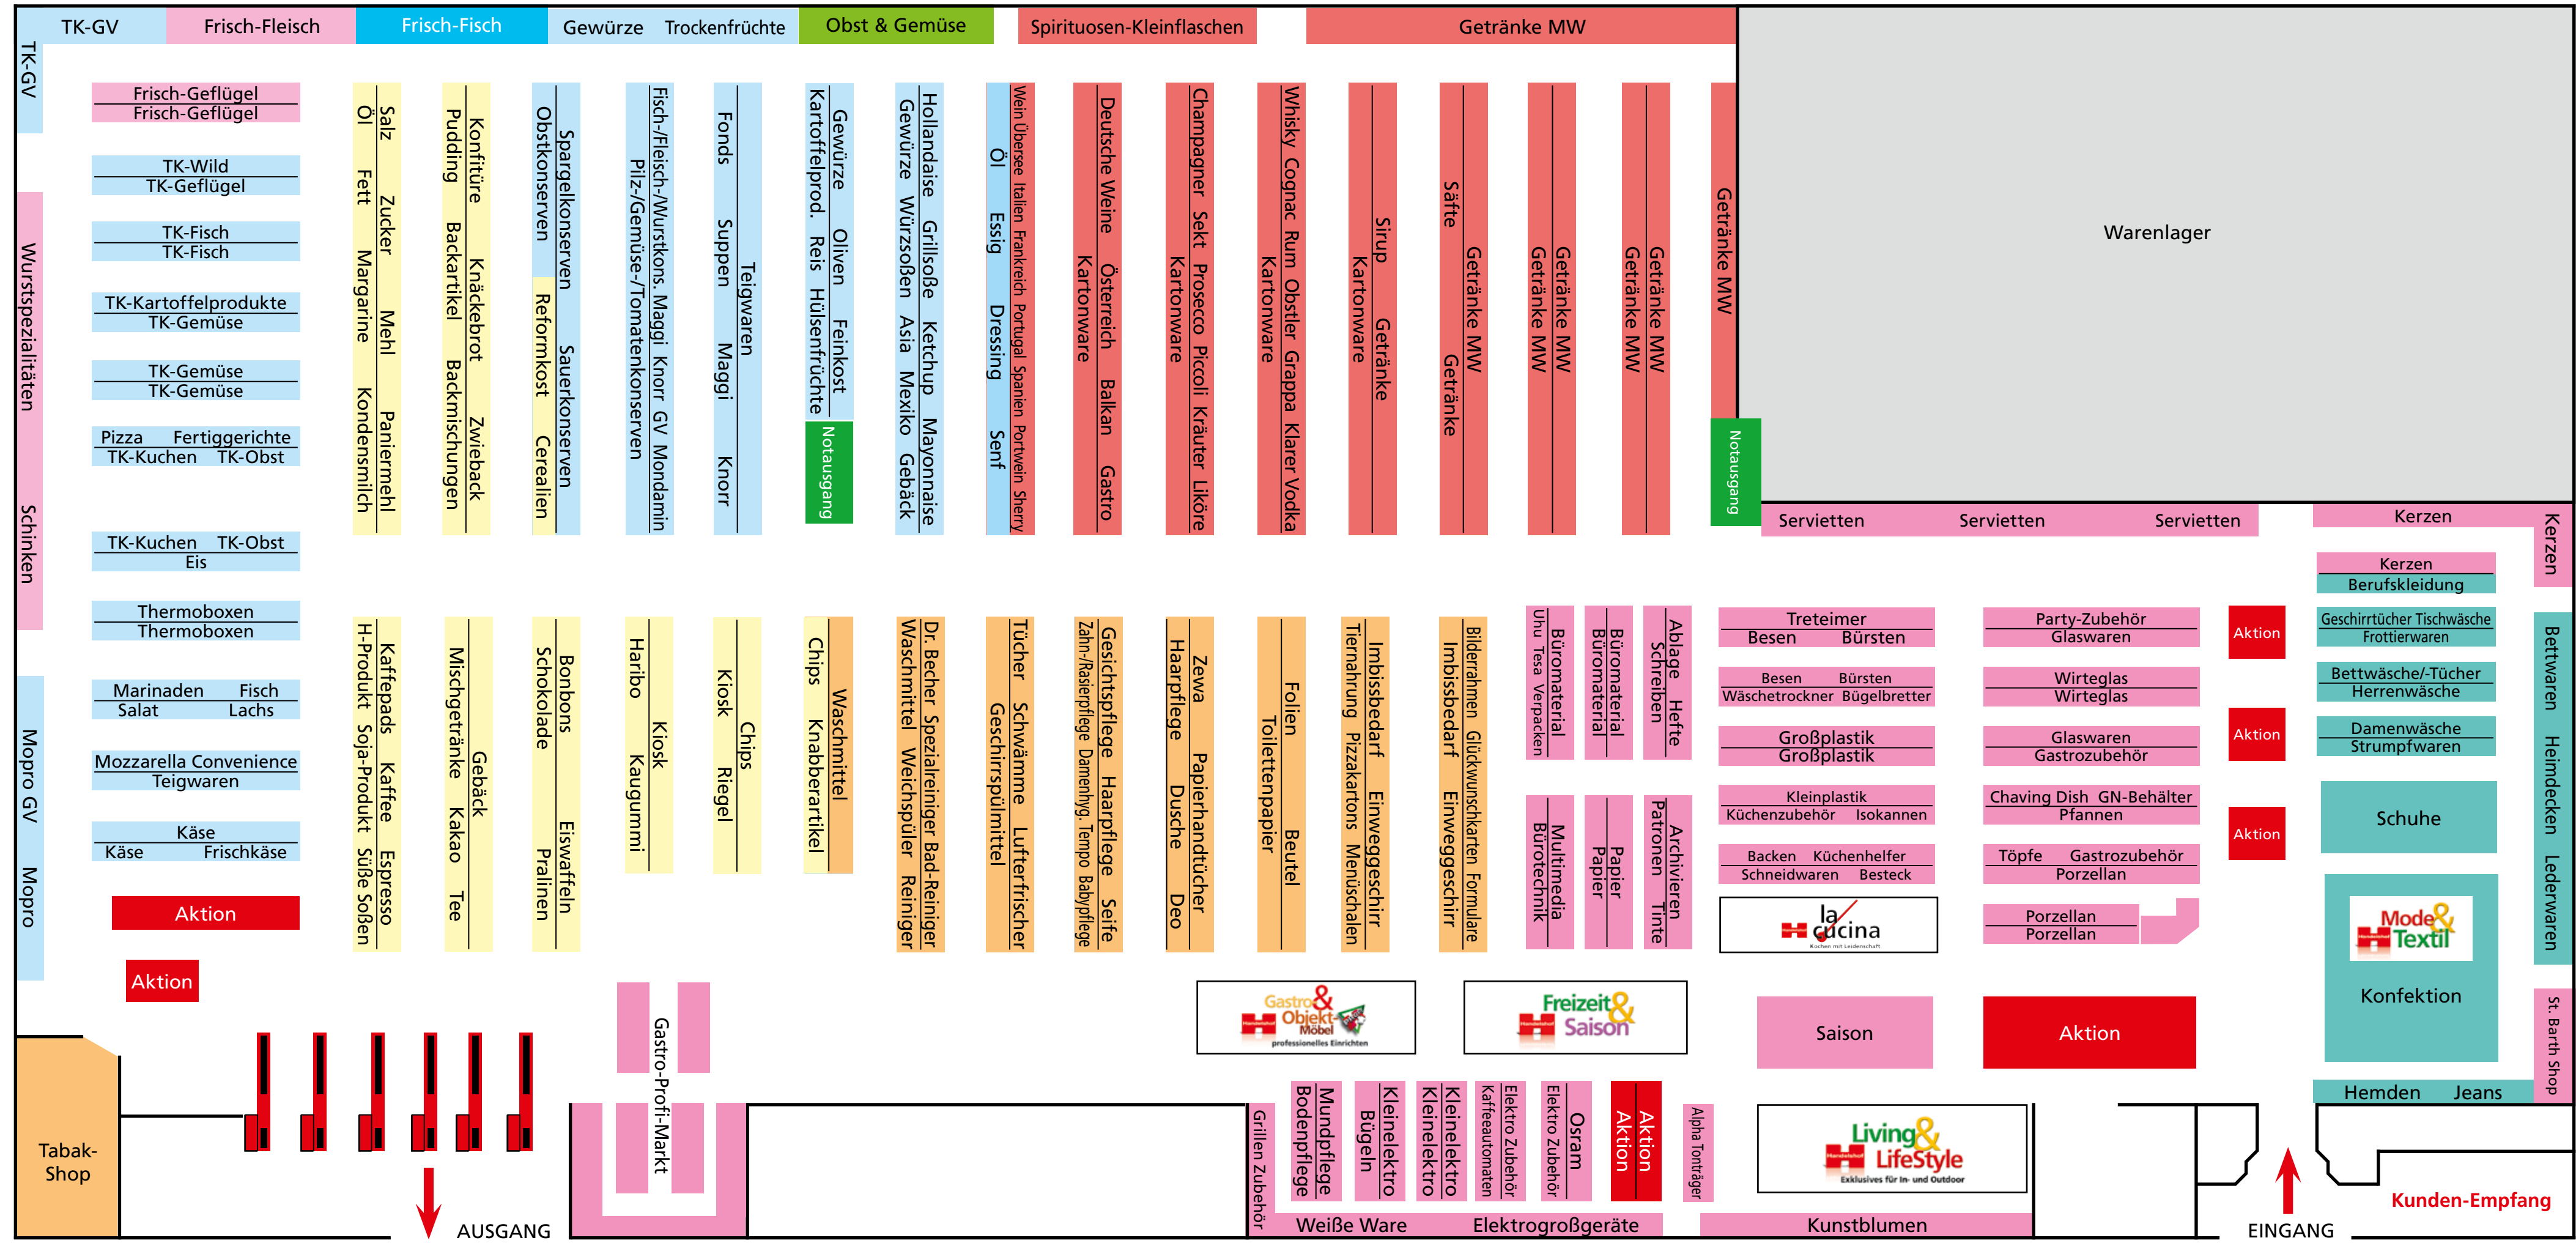 TK-GV
Frisch-Fleisch
Frisch-Fisch
Gewürze Trockenfrüchte
Obst & Gemüse
Spirituosen-Kleinflaschen
Getränke MW
TK-GV
Wurstspezialitäten Schinken
Mopro GV Mopro
Frisch-Geflügel
Frisch-Geflügel
TK-Wild
TK-Geflügel
TK-Fisch
TK-Fisch
TK-Kartoffelprodukte
TK-Gemüse
TK-Gemüse
TK-Gemüse
Pizza Fertiggerichte
TK-Kuchen TK-Obst
TK-Kuchen TK-Obst
Eis
Thermoboxen
Thermoboxen
Marinaden Fisch
Salat Lachs
Mozzarella Convenience
Teigwaren
Käse
Käse Frischkäse
Aktion
Aktion
Salz Zucker Mehl Paniermehl
Öl Fett Margarine Kondensmilch
Konfitüre Knäckebrot Zwieback
Pudding Backartikel Backmischungen
Spargelkonserven Sauerkonserven
Obstkonserven Reformkost Cerealien
Fisch-/Fleisch-/Wurstkons. Maggi Knorr GV Mondamin
Pilz-/Gemüse-/Tomatenkonserven
Teigwaren
Fonds Suppen Maggi Knorr
Gewürze Oliven Feinkost
Kartoffelprod. Reis Hülsenfrüchte
Notausgang
Hollandaise Grillsoße Ketchup Mayonnaise
Gewürze Würzsoßen Asia Mexiko Gebäck
Wein Übersee Italien Frankreich Portugal Spanien Portwein Sherry
Öl Essig Dressing Senf
Deutsche Weine Österreich Balkan Gastro
Kartonware
Champagner Sekt Prosecco Piccoli Kräuter Liköre
Kartonware
Whisky Cognac Rum Obstler Grappa Klarer Vodka
Kartonware
Sirup Getränke
Kartonware
Getränke MW
Säfte Getränke
Getränke MW
Getränke MW
Getränke MW
Getränke MW
Getränke MW
Notausgang
Warenlager
Servietten Servietten Servietten
Kerzen
Kerzen
Kerzen
Berufskleidung
Geschirrtücher Tischwäsche
Frottierwaren
Bettwäsche/-Tücher
Herrenwäsche
Damenwäsche
Strumpfwaren
Schuhe
Mode&
Textil
Handelshof
Konfektion
Bettwaren Heimdecken Lederwaren
St. Barth Shop
Hemden Jeans
Kaffepads Kaffee Espresso
H-Produkt Soja-Produkt Süße Soßen
Gebäck
Mischgetränke Kakao Tee
Bonbons Eiswaffeln
Schokolade Pralinen
Kiosk
Haribo Kaugummi
Chips
Kiosk Riegel
Waschmittel
Chips Knabberartikel
Dr. Becher Spezialreiniger Bad-Reiniger
Waschmittel Weichspüler Reiniger
Tücher Schwämme Lufterfrischer
Geschirrspülmittel
Gesichtspflege Haarpflege Seife
Zahn-/Rasierpflege Damenhyg. Tempo Babypflege
Zewa Papierhandtücher
Haarpflege Dusche Deo
Folien Beutel
Toilettenpapier
Imbissbedarf Einweggeschirr
Tiernahrung Pizzakartons Menüschalen
Bilderrahmen Glückwunschkarten Formulare
Imbissbedarf Einweggeschirr
Büromaterial
Uhu Tesa Verpacken
Büromaterial
Büromaterial
Ablage Hefte
Schreiben
Multimedia
Bürotechnik
Papier
Papier
Archivieren
Patronen Tinte
Treteimer
Besen Bürsten
Besen Bürsten
Wäschetrockner Bügelbretter
Großplastik
Großplastik
Kleinplastik
Küchenzubehör Isokannen
Backen Küchenhelfer
Schneidwaren Besteck
la
cucina
Kochen mit Leidenschaft
Party-Zubehör
Glaswaren
Wirteglas
Wirteglas
Glaswaren
Gastrozubehör
Chaving Dish GN-Behälter
Pfannen
Töpfe Gastrozubehör
Porzellan
Porzellan
Porzellan
Aktion
Aktion
Aktion
Gastro&
Objekt-
Möbel
Handelshof
professionelles Einrichten
Freizeit&
Saison
Handelshof
Saison
Aktion
Tabak-
Shop
AUSGANG
Gastro-Profi-Markt
Grillen Zubehör
Mundpflege
Bodenpflege
Kleinelektro
Bügeln
Kleinelektro
Kleinelektro
Elektro Zubehör
Kaffeeautomaten
Osram
Elektro Zubehör
Aktion
Aktion
Alpha Tonträger
Weiße Ware Elektrogroßgeräte
Kunstblumen
Living&
LifeStyle
Handelshof
Exklusives für In- und Outdoor
EINGANG
Kunden-Empfang